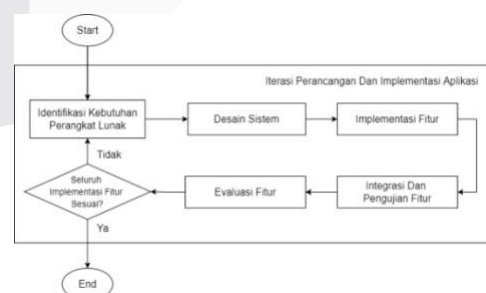 Start
Iterasi Perancangan Dan Implementasi Aplikasi
Identifikasi Kebutuhan
Perangkat Lunak
Desain Sistem
Implementasi Fitur
Integrasi Dan
Pengujian Fitur
Evaluasi Fitur
Seluruh
Implementasi Fitur
Sesuai?
Tidak
Ya
End